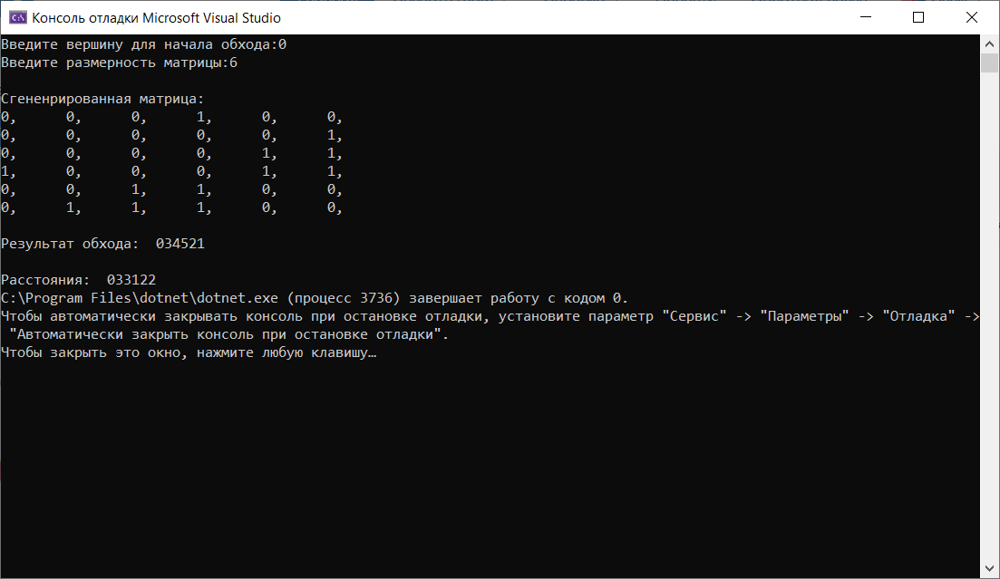 Консоль отладки Microsoft Visual Studio
Введите вершину для начала обхода:0
Введите размерность матрицы:6
Сгененрированная матрица:
0, 0, 0, 1, 0, 0,
0, 0, 0, 0, 0, 1,
0, 0, 0, 0, 1, 1,
1, 0, 0, 0, 1, 1,
0, 0, 1, 1, 0, 0,
0, 1, 1, 1, 0, 0,
Результат обхода: 034521
Расстояния: 033122
C:\Program Files\dotnet\dotnet.exe (процесс 3736) завершает работу с кодом 0.
Чтобы автоматически закрывать консоль при остановке отладки, установите параметр "Сервис" -> "Параметры" -> "Отладка" ->
"Автоматически закрыть консоль при остановке отладки".
Чтобы закрыть это окно, нажмите любую клавишу…